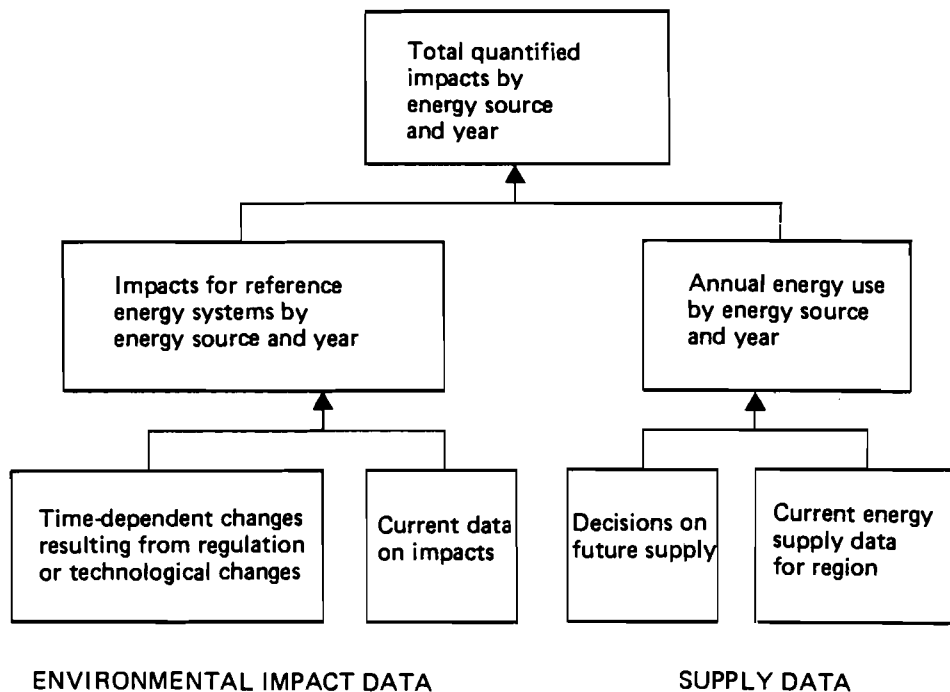 Total quantified
impacts by
energy source
and year
Impacts for reference
energy systems by
energy source and year
Annual energy use
by energy source
and year
Time-dependent changes
resulting from regulation
or technological changes
Current data
on impacts
Decisions on
future supply
Current energy
supply data
for region
ENVIRONMENTAL IMPACT DATA
SUPPLY DATA